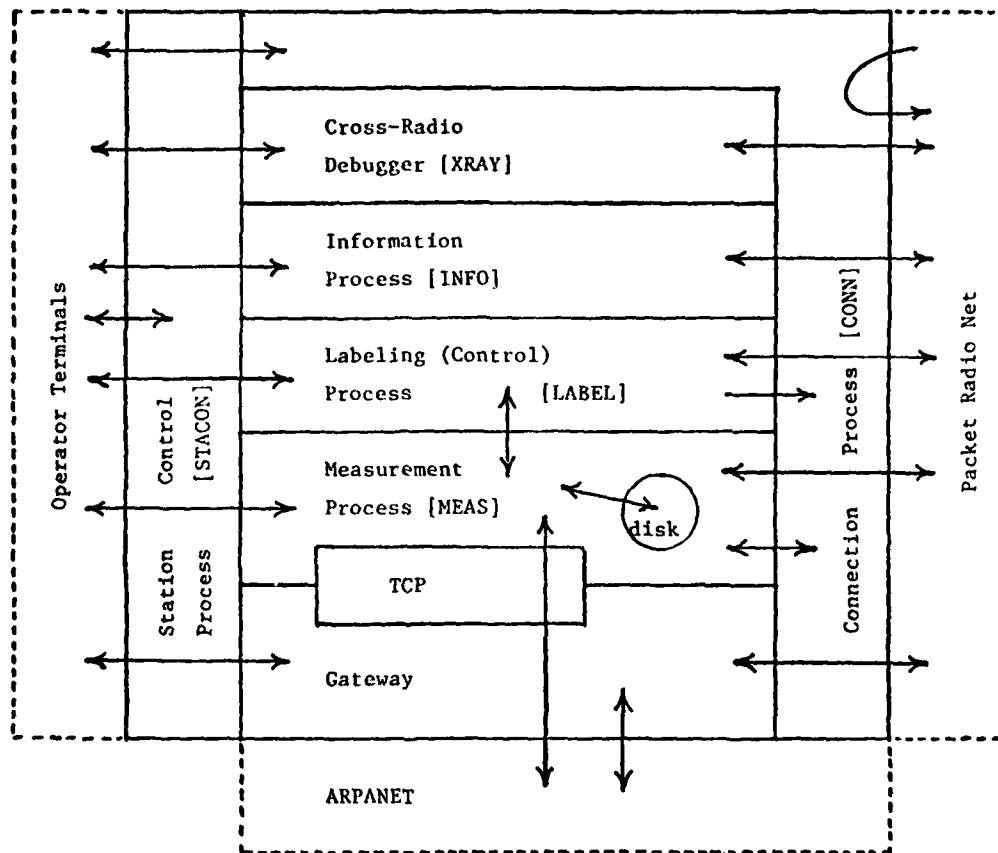 Cross-Radio
Debugger [XRAY]
Information
Process [INFO]
Labeling (Control)
Process [LABEL]
Measurement
Process [MEAS]
disk
TCP
Gateway
ARPANET
Operator Terminals
Station Control
Process [STACON]
Connection Process [CONN]
Packet Radio Net